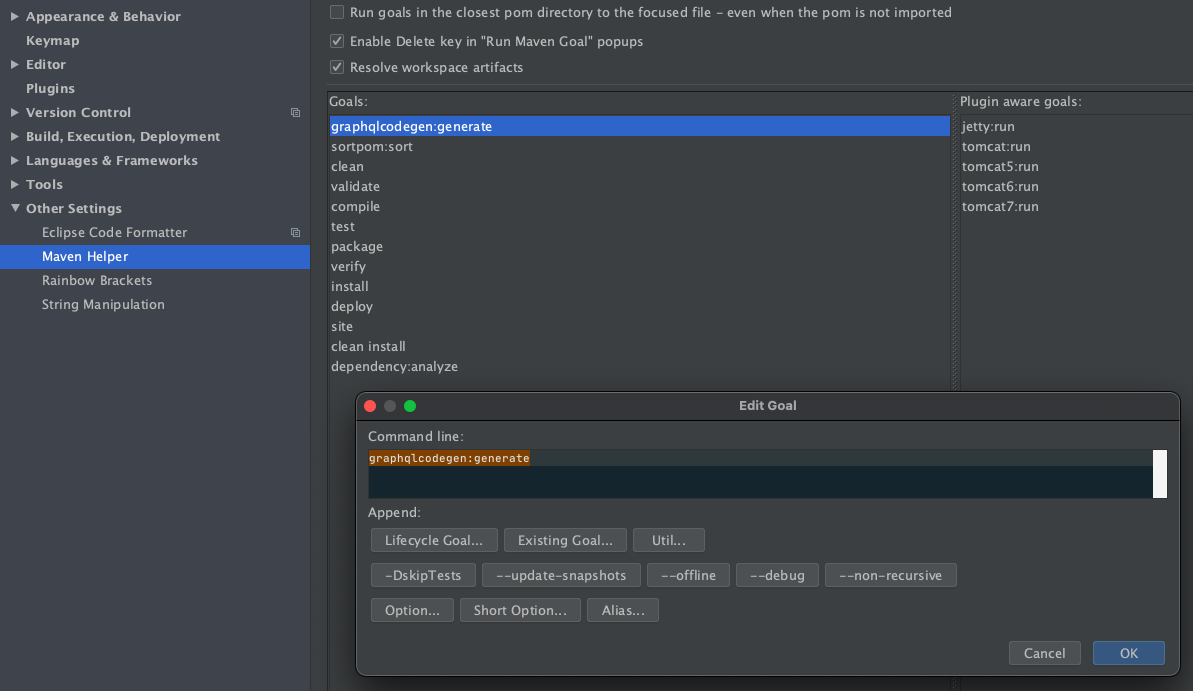 Appearance & Behavior
Keymap
Editor
Plugins
Version Control
Build, Execution, Deployment
Languages & Frameworks
Tools
Other Settings
Eclipse Code Formatter
Maven Helper
Rainbow Brackets
String Manipulation
Run goals in the closest pom directory to the focused file – even when the pom is not imported
Enable Delete key in "Run Maven Goal" popups
Resolve workspace artifacts
Goals:
graphqlcodegen:generate
sortpom:sort
clean
validate
compile
test
package
verify
install
deploy
site
clean install
dependency:analyze
Plugin aware goals:
jetty:run
tomcat:run
tomcat5:run
tomcat6:run
tomcat7:run
Edit Goal
Command line:
graphqlcodegen:generate
Append:
Lifecycle Goal... Existing Goal... Util...
-DskipTests --update-snapshots --offline --debug --non-recursive
Option... Short Option... Alias...
Cancel OK